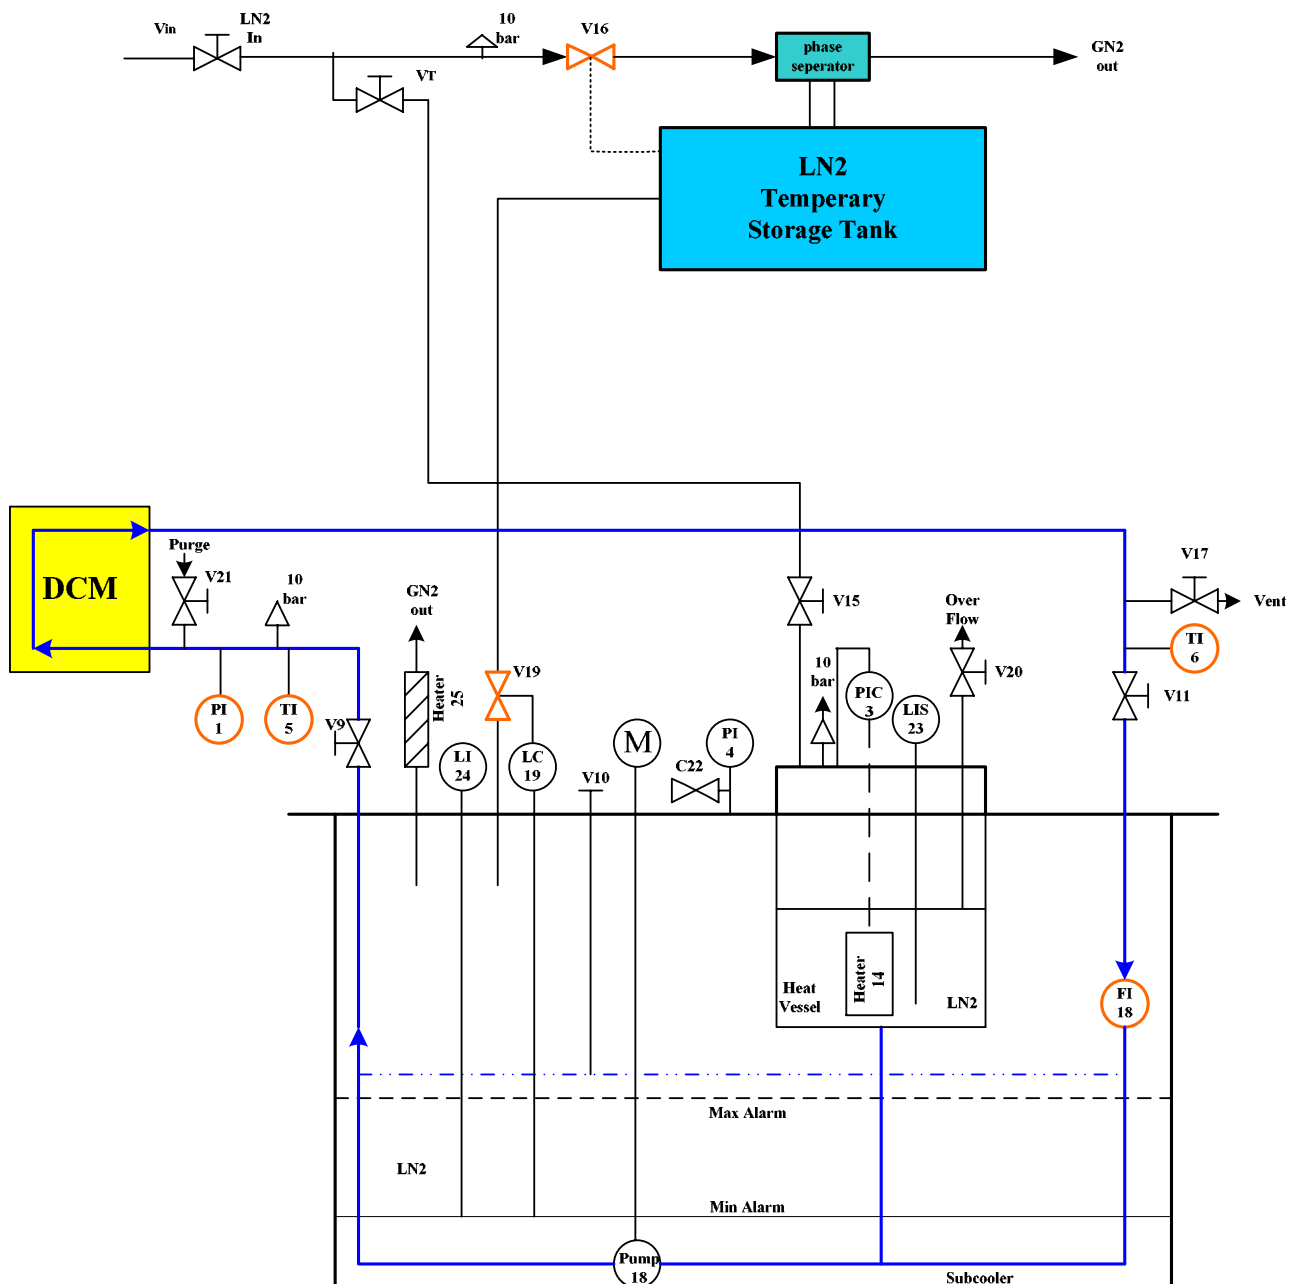 Vin
LN2
In
10
bar
V16
phase
seperator
GN2
out
VT
LN2
Temperary
Storage Tank
DCM
Purge
V21
10
bar
GN2
out
V15
Over
Flow
V17
Vent
TI
6
PI
1
TI
5
V9
Heater
25
V19
10
bar
PIC
3
LIS
23
V20
V11
LI
24
LC
19
V10
M
C22
PI
4
Heat
Vessel
Heater
14
LN2
FI
18
Max Alarm
LN2
Min Alarm
Pump
18
Subcooler